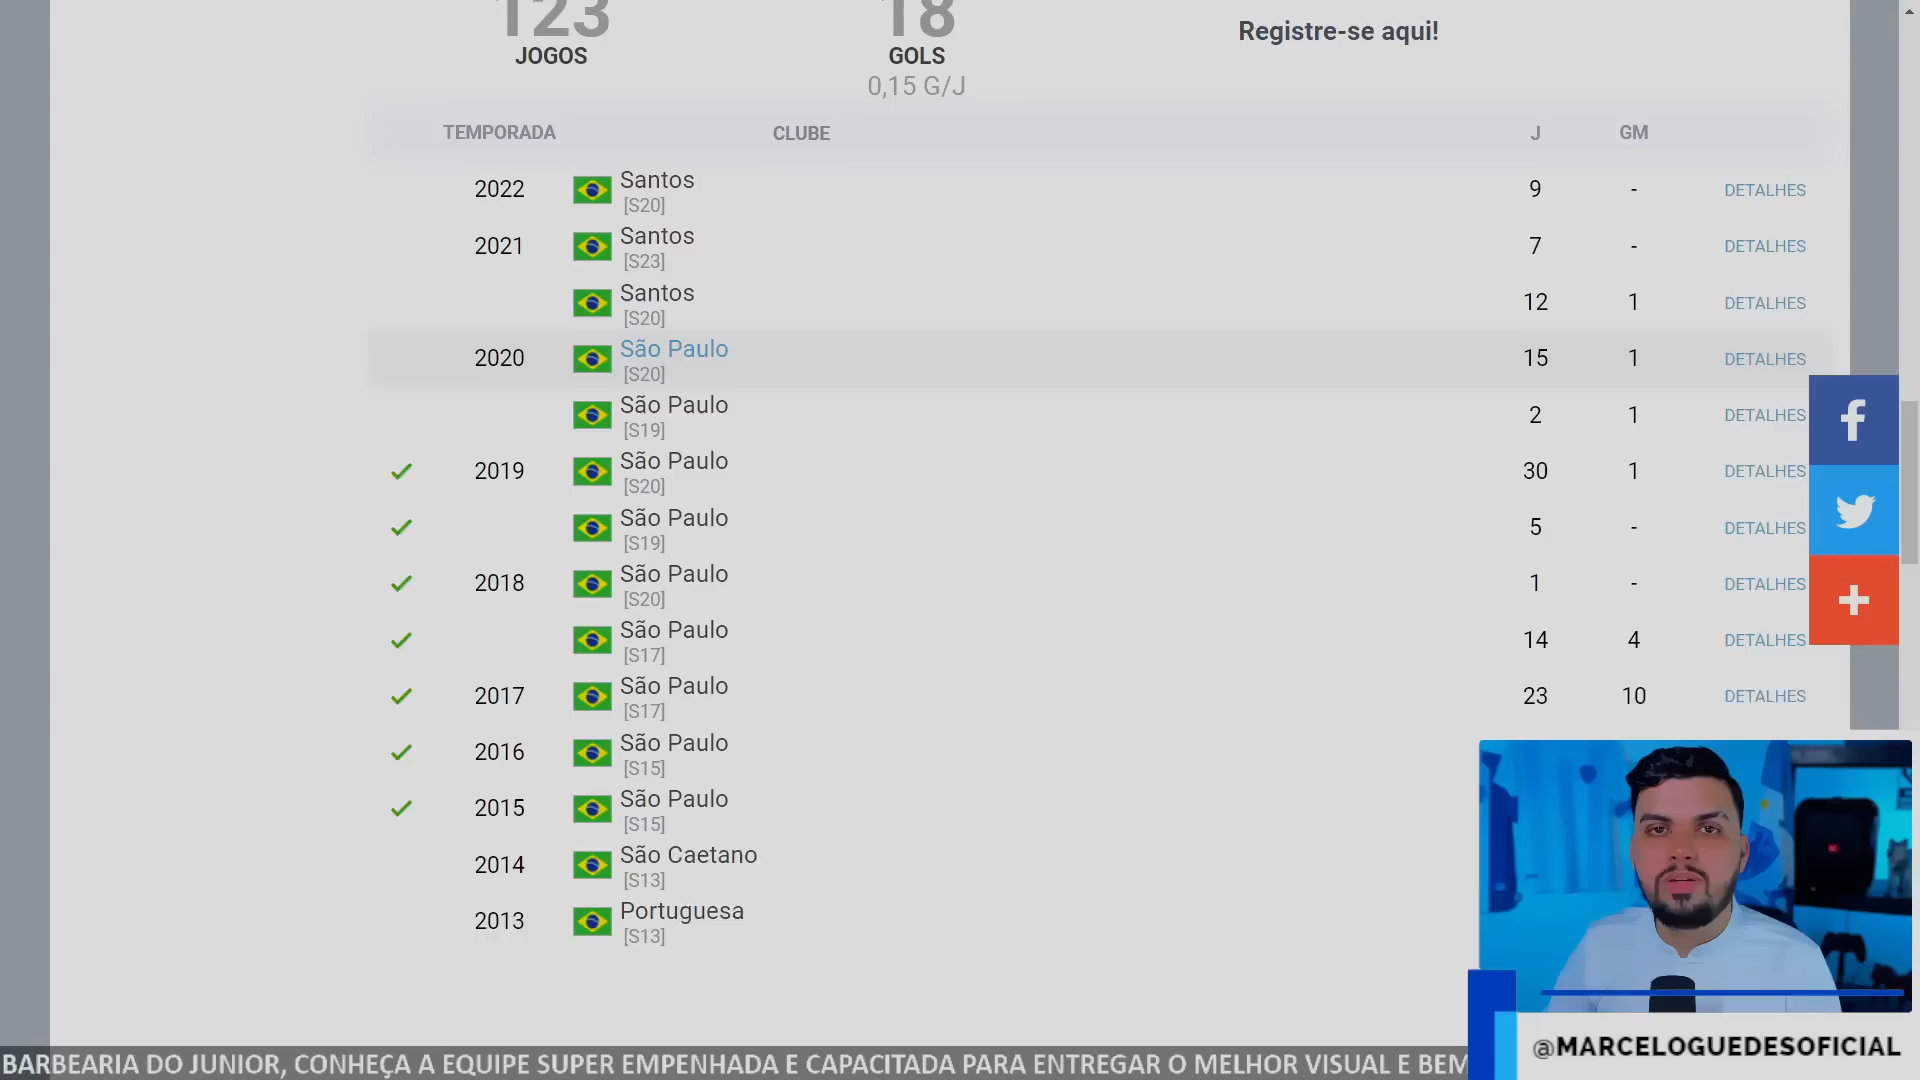 123
18
JOGOS
GOLS
Registre-se aqui!
0,15 G/J
TEMPORADA CLUBE J GM
2022 Santos 9 - DETALHES
[S20]
2021 Santos 7 - DETALHES
[S23]
Santos 12 1 DETALHES
[S20]
2020 São Paulo 15 1 DETALHES
[S20]
São Paulo 2 1 DETALHES
[S19]
2019 São Paulo 30 1 DETALHES
[S20]
São Paulo 5 - DETALHES
[S19]
2018 São Paulo 1 - DETALHES
[S20]
São Paulo 14 4 DETALHES
[S17]
2017 São Paulo 23 10 DETALHES
[S17]
2016 São Paulo
[S15]
2015 São Paulo
[S15]
2014 São Caetano
[S13]
2013 Portuguesa
[S13]
@MARCELOGUEDESOFICIAL
BARBEARIA DO JUNIOR, CONHEÇA A EQUIPE SUPER EMPENHADA E CAPACITADA PARA ENTREGAR O MELHOR VISUAL E BEM